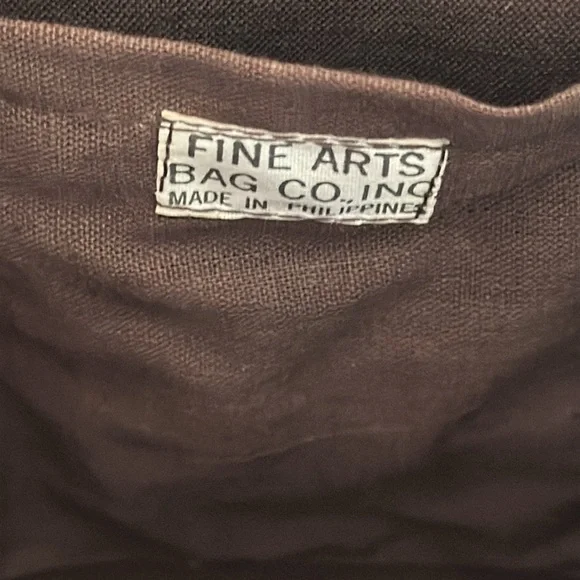 FINE ARTS
BAG CO., INC
MADE IN PHILIPPINES